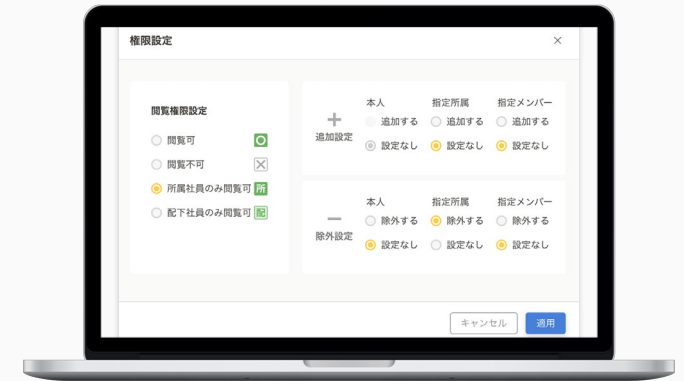 権限設定
閲覧権限設定
閲覧可
閲覧不可
所属社員のみ閲覧可 所
配下社員のみ閲覧可 配
追加設定
本人 指定所属 指定メンバー
追加する 追加する 追加する
設定なし 設定なし 設定なし
除外設定
本人 指定所属 指定メンバー
除外する 除外する 除外する
設定なし 設定なし 設定なし
キャンセル 適用